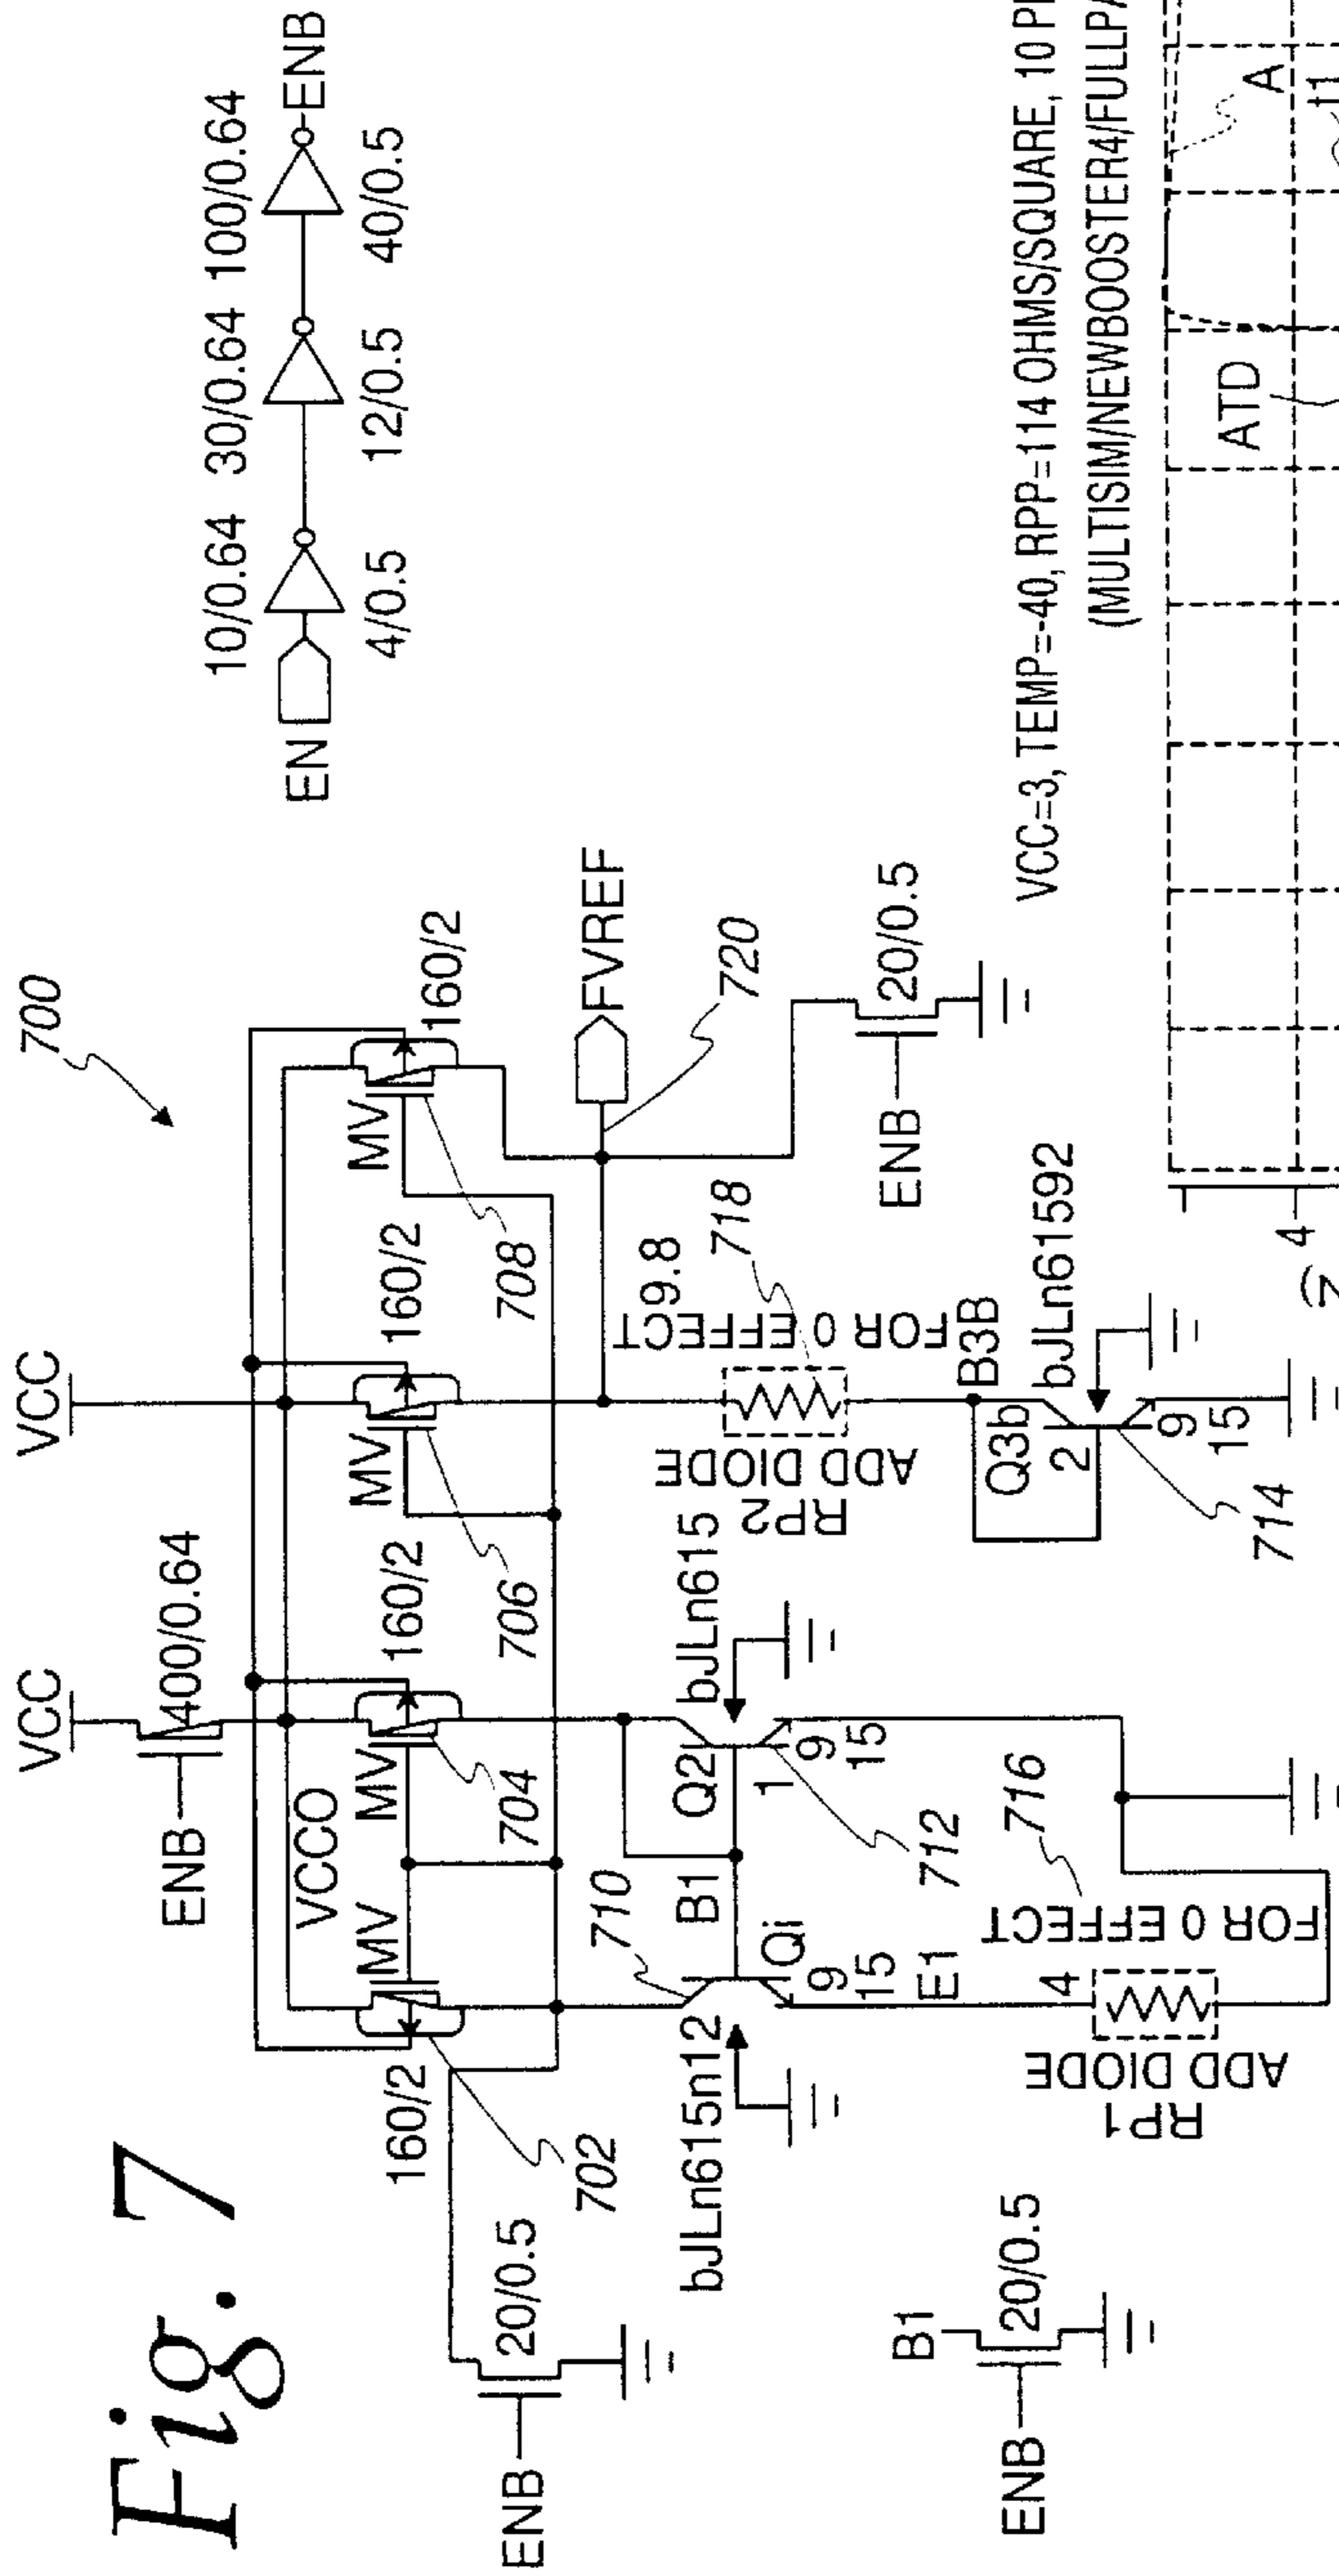 Fig. 7
700
VCC
VCC
ENB
400/0.64
VCCO
MV
MV
MV
MV
160/2
160/2
160/2
160/2
702
704
706
708
ENB
20/0.5
710
B1
Q2
bJLn615
1
9
15
712
bJLn615n12
Qi
9
15
E1
4
716
RP1
ADD DIODE
FOR 0 EFFECT
ENB
B1
20/0.5
RP2
ADD DIODE
FOR 0 EFFECT
9.8
718
B3B
Q3b
bJLn61592
2
9
15
714
FVREF
720
ENB
20/0.5
EN
10/0.64
30/0.64
100/0.64
4/0.5
12/0.5
40/0.5
ENB
VCC=3, TEMP=-40, RPP=114 OHMS/SQUARE, 10
(MULTISIM/NEWBOOSTER4/
ATD
A
4